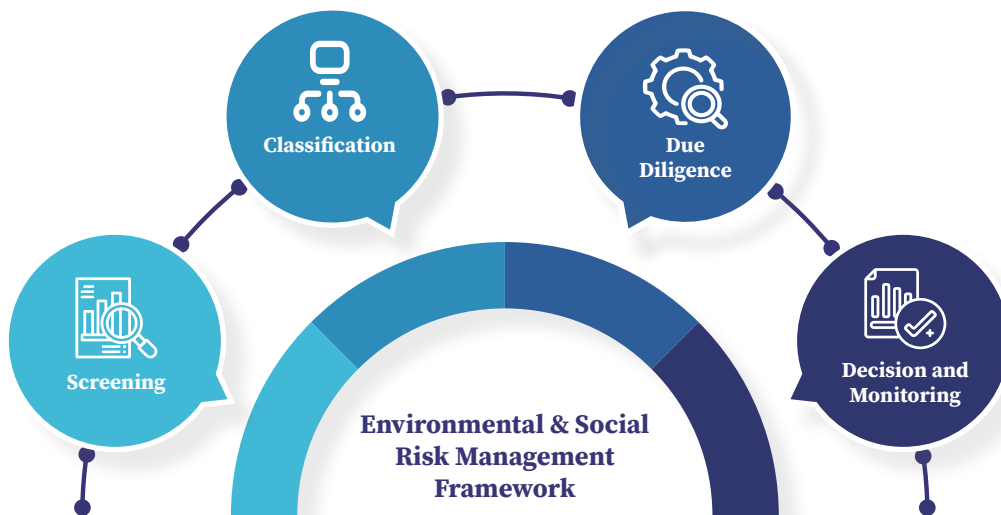 Screening
Classification
Due
Diligence
Decision and
Monitoring
Environmental & Social
Risk Management
Framework